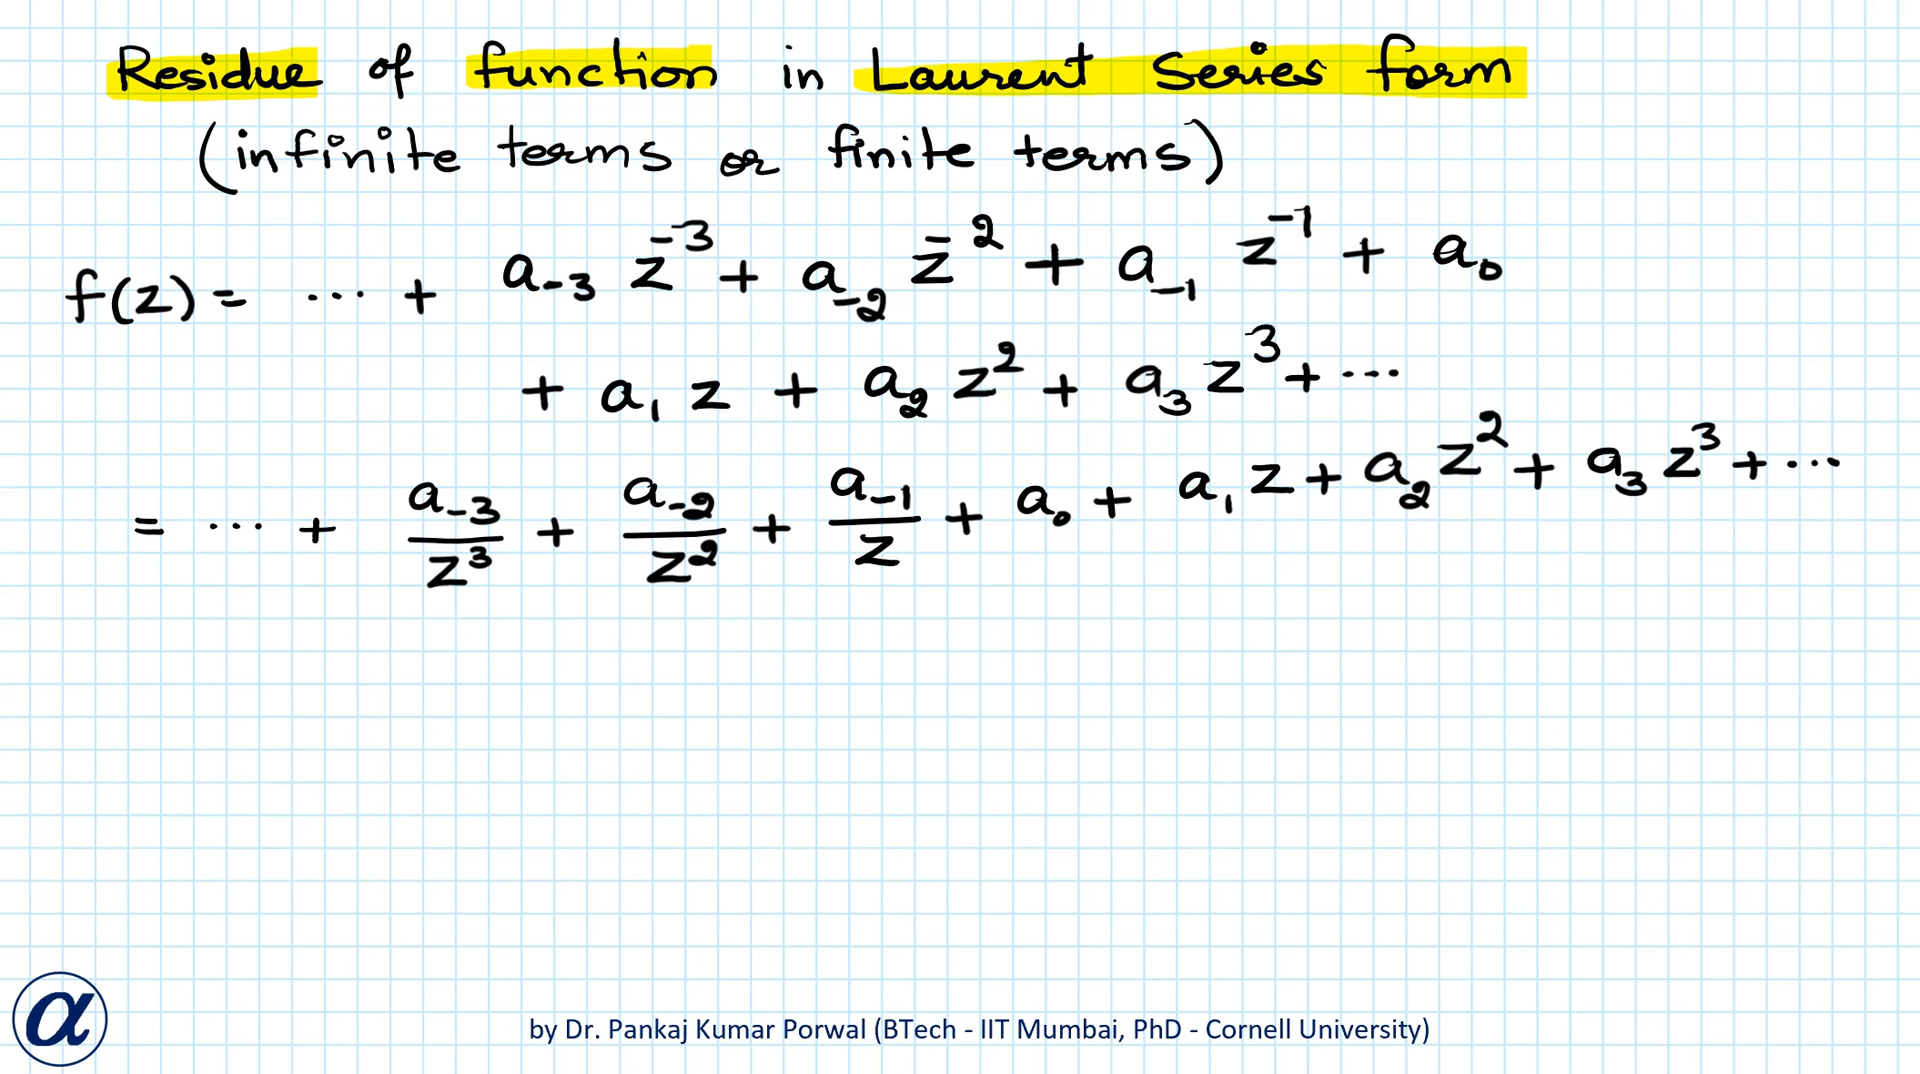 Residue of function in Laurent Series form
(infinite terms or finite terms)
f(z) = ... + a₋₃ z⁻³ + a₋₂ z⁻² + a₋₁ z⁻¹ + a₀
+ a₁ z + a₂ z² + a₃ z³ + ...
= ... + a₋₃/z³ + a₋₂/z² + a₋₁/z + a₀ + a₁ z + a₂ z² + a₃ z³ + ...
α
by Dr. Pankaj Kumar Porwal (BTech - IIT Mumbai, PhD - Cornell University)